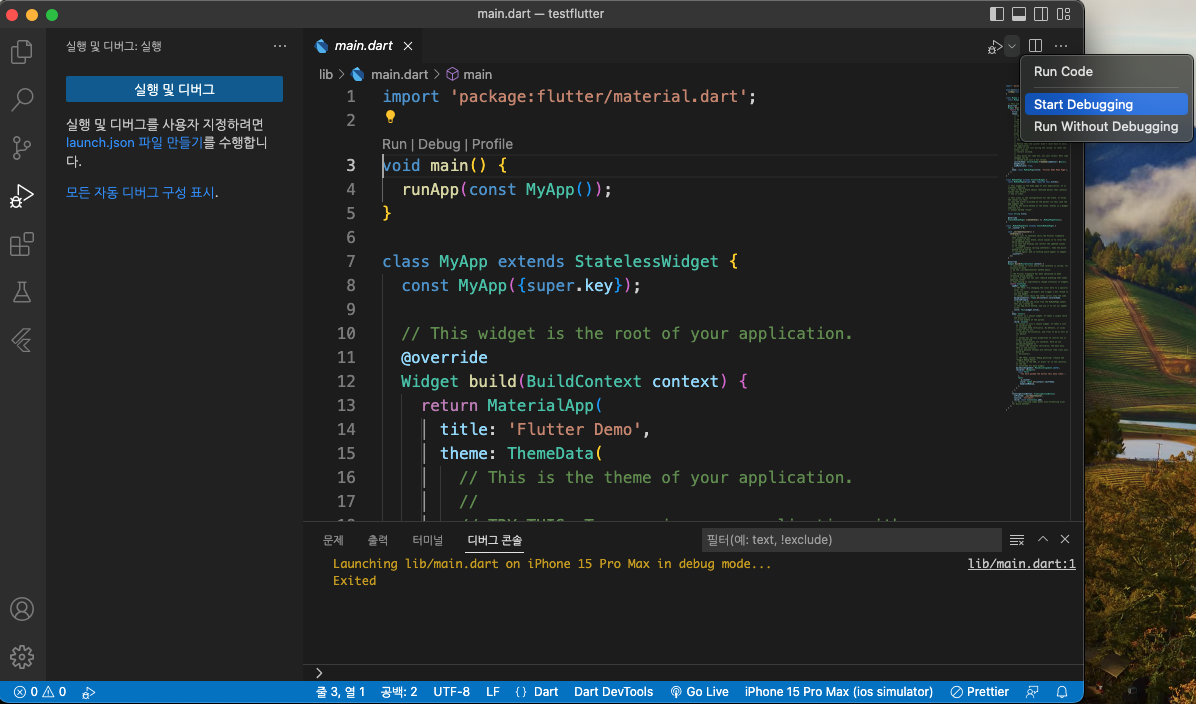 main.dart — testflutter
실행 및 디버그: 실행
실행 및 디버그
실행 및 디버그를 사용자 지정하려면
launch.json 파일 만들기를 수행합니
다.
모든 자동 디버그 구성 표시.
main.dart
lib > main.dart > main
1 import 'package:flutter/material.dart';
2
Run | Debug | Profile
3 void main() {
4 runApp(const MyApp());
5 }
6
7 class MyApp extends StatelessWidget {
8 const MyApp({super.key});
9
10 // This widget is the root of your application.
11 @override
12 Widget build(BuildContext context) {
13 return MaterialApp(
14 title: 'Flutter Demo',
15 theme: ThemeData(
16 // This is the theme of your application.
17 //
Run Code
Start Debugging
Run Without Debugging
문제 출력 터미널 디버그 콘솔
필터(예: text, !exclude)
Launching lib/main.dart on iPhone 15 Pro Max in debug mode... lib/main.dart:1
Exited
>
0 0 줄 3, 열 1 공백: 2 UTF-8 LF {} Dart Dart DevTools Go Live iPhone 15 Pro Max (ios simulator) Prettier